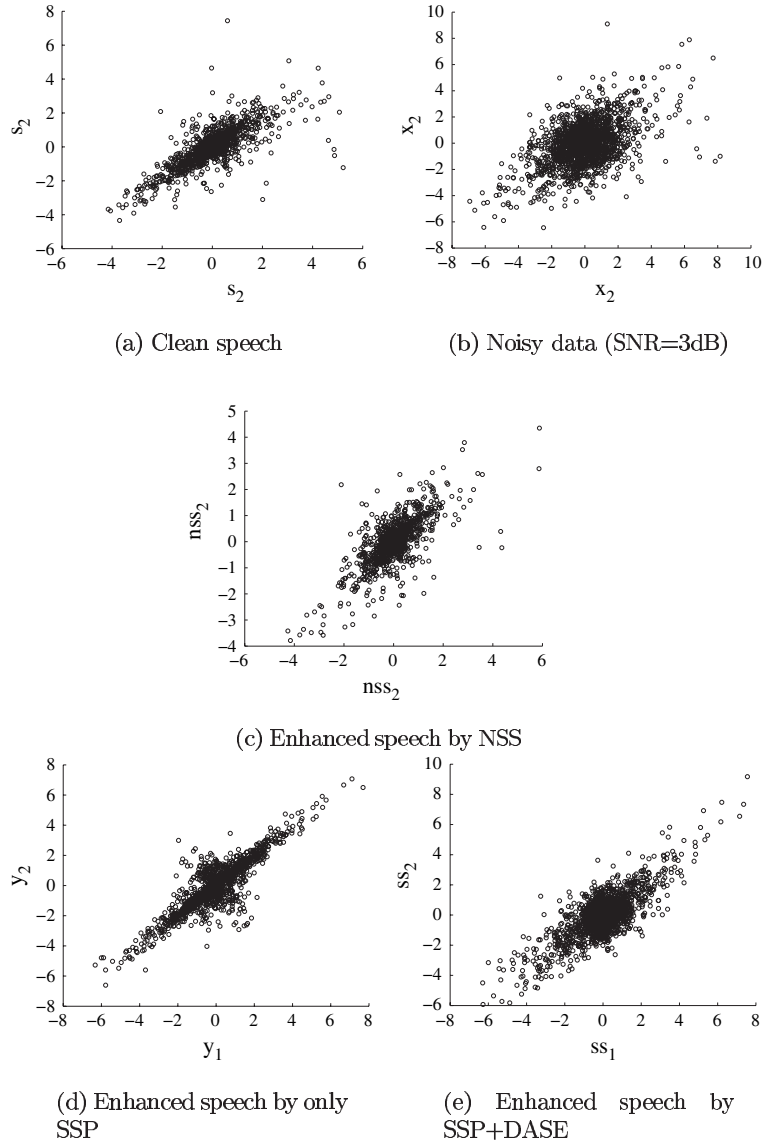 8
6
4
2
0
−2
−4
−6
−6 −4 −2 0 2 4 6
s2
s2
(a) Clean speech
10
8
6
4
2
0
−2
−4
−6
−8
−8 −6 −4 −2 0 2 4 6 8 10
x2
x2
(b) Noisy data (SNR=3dB)
5
4
3
2
1
0
−1
−2
−3
−4
−6 −4 −2 0 2 4 6
nss2
nss2
(c) Enhanced speech by NSS
8
6
4
2
0
−2
−4
−6
−8
−8 −6 −4 −2 0 2 4 6 8
y2
y1
(d) Enhanced speech by only
SSP
10
8
6
4
2
0
−2
−4
−6
−8 −6 −4 −2 0 2 4 6 8
ss2
ss1
(e) Enhanced speech by
SSP+DASE